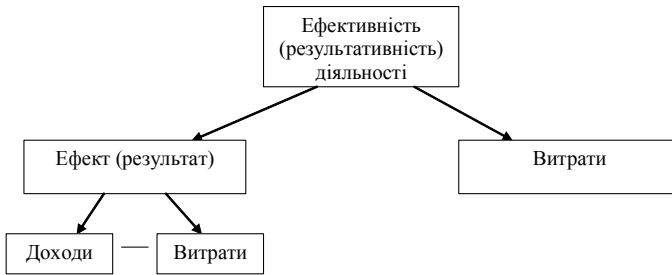 Ефективність
(результативність)
діяльності
Ефект (результат)
Витрати
Доходи — Витрати